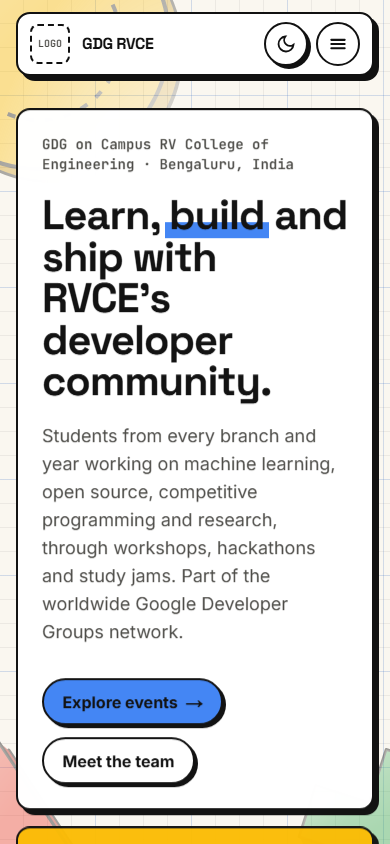 LOGO
GDG RVCE
GDG on Campus RV College of
Engineering · Bengaluru, India
Learn, build and
ship with
RVCE’s
developer
community.
Students from every branch and
year working on machine learning,
open source, competitive
programming and research,
through workshops, hackathons
and study jams. Part of the
worldwide Google Developer
Groups network.
Explore events →
Meet the team